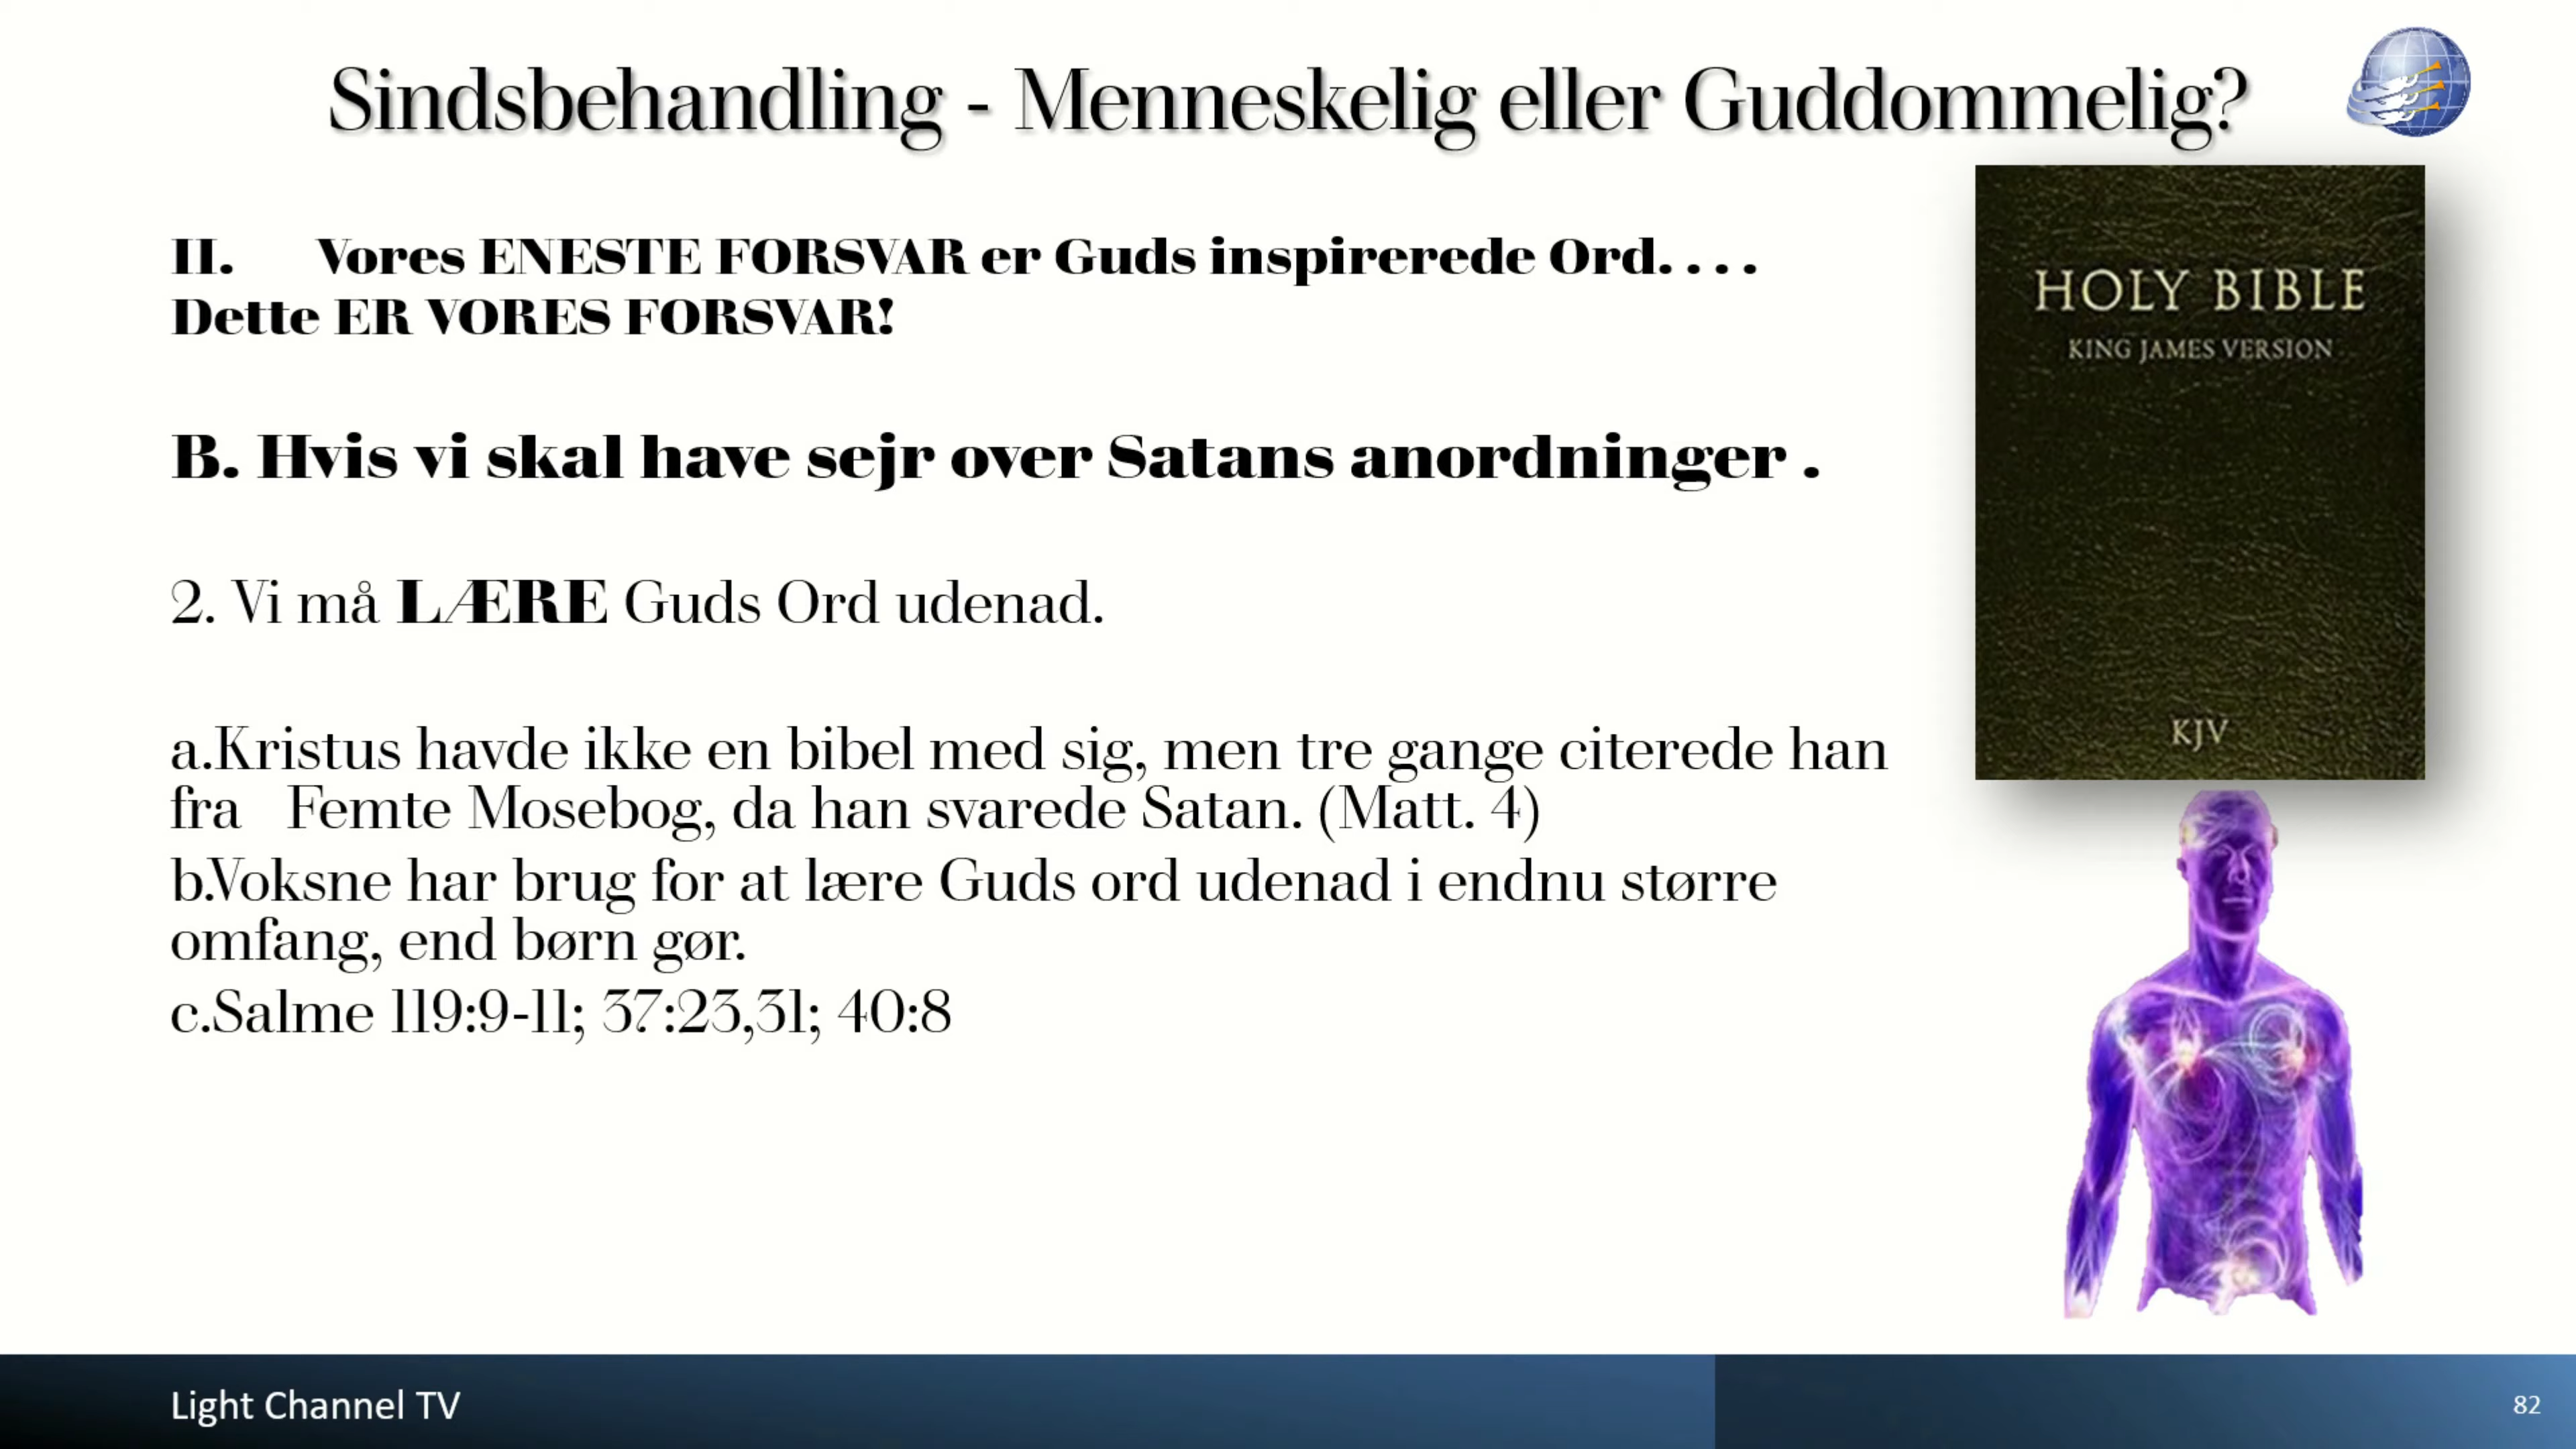 Sindsbehandling - Menneskelig eller Guddommelig?
II. Vores ENESTE FORSVAR er Guds inspirerede Ord. . . .
Dette ER VORES FORSVAR!
B. Hvis vi skal have sejr over Satans anordninger .
2. Vi må LÆRE Guds Ord udenad.
a.Kristus havde ikke en bibel med sig, men tre gange citerede han
fra Femte Mosebog, da han svarede Satan. (Matt. 4)
b.Voksne har brug for at lære Guds ord udenad i endnu større
omfang, end børn gør.
c.Salme 119:9-11; 37:23,31; 40:8
HOLY BIBLE
KING JAMES VERSION
KJV
Light Channel TV
82